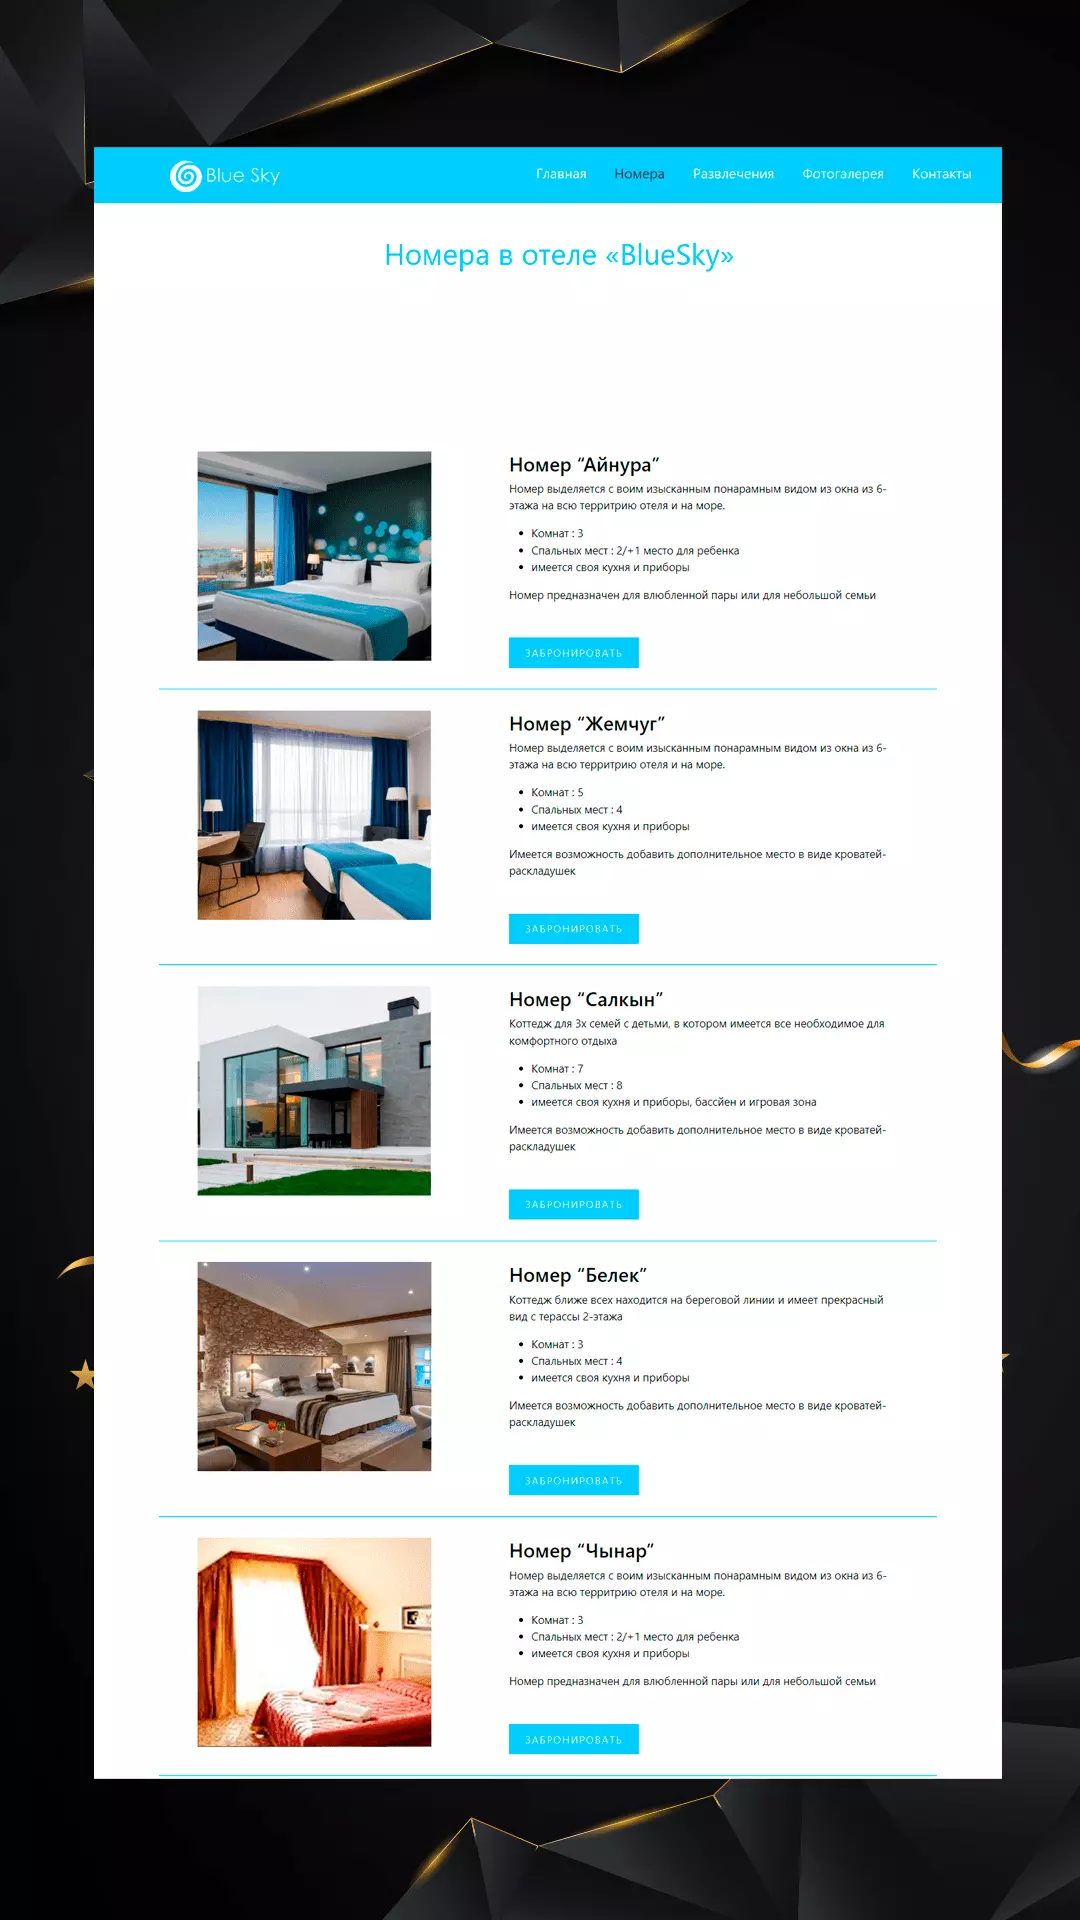 Blue Sky
Главная Номера Развлечения Фотогалерея Контакты
Номера в отеле «BlueSky»
Номер “Айнура”
Номер выделяется с воим изысканным понарамным видом из окна из 6-
этажа на всю территрию отеля и на море.
• Комнат : 3
• Спальных мест : 2/+1 место для ребенка
• имеется своя кухня и приборы
Номер предназначен для влюбленной пары или для небольшой семьи
ЗАБРОНИРОВАТЬ
Номер “Жемчуг”
Номер выделяется с воим изысканным понарамным видом из окна из 6-
этажа на всю территрию отеля и на море.
• Комнат : 5
• Спальных мест : 4
• имеется своя кухня и приборы
Имеется возможность добавить дополнительное место в виде кроватей-
раскладушек
ЗАБРОНИРОВАТЬ
Номер “Салкын”
Коттедж для 3х семей с детьми, в котором имеется все необходимое для
комфортного отдыха
• Комнат : 7
• Спальных мест : 8
• имеется своя кухня и приборы, бассйен и игровая зона
Имеется возможность добавить дополнительное место в виде кроватей-
раскладушек
ЗАБРОНИРОВАТЬ
Номер “Белек”
Коттедж ближе всех находится на береговой линии и имеет прекрасный
вид с терассы 2-этажа
• Комнат : 3
• Спальных мест : 4
• имеется своя кухня и приборы
Имеется возможность добавить дополнительное место в виде кроватей-
раскладушек
ЗАБРОНИРОВАТЬ
Номер “Чынар”
Номер выделяется с воим изысканным понарамным видом из окна из 6-
этажа на всю территрию отеля и на море.
• Комнат : 3
• Спальных мест : 2/+1 место для ребенка
• имеется своя кухня и приборы
Номер предназначен для влюбленной пары или для небольшой семьи
ЗАБРОНИРОВАТЬ